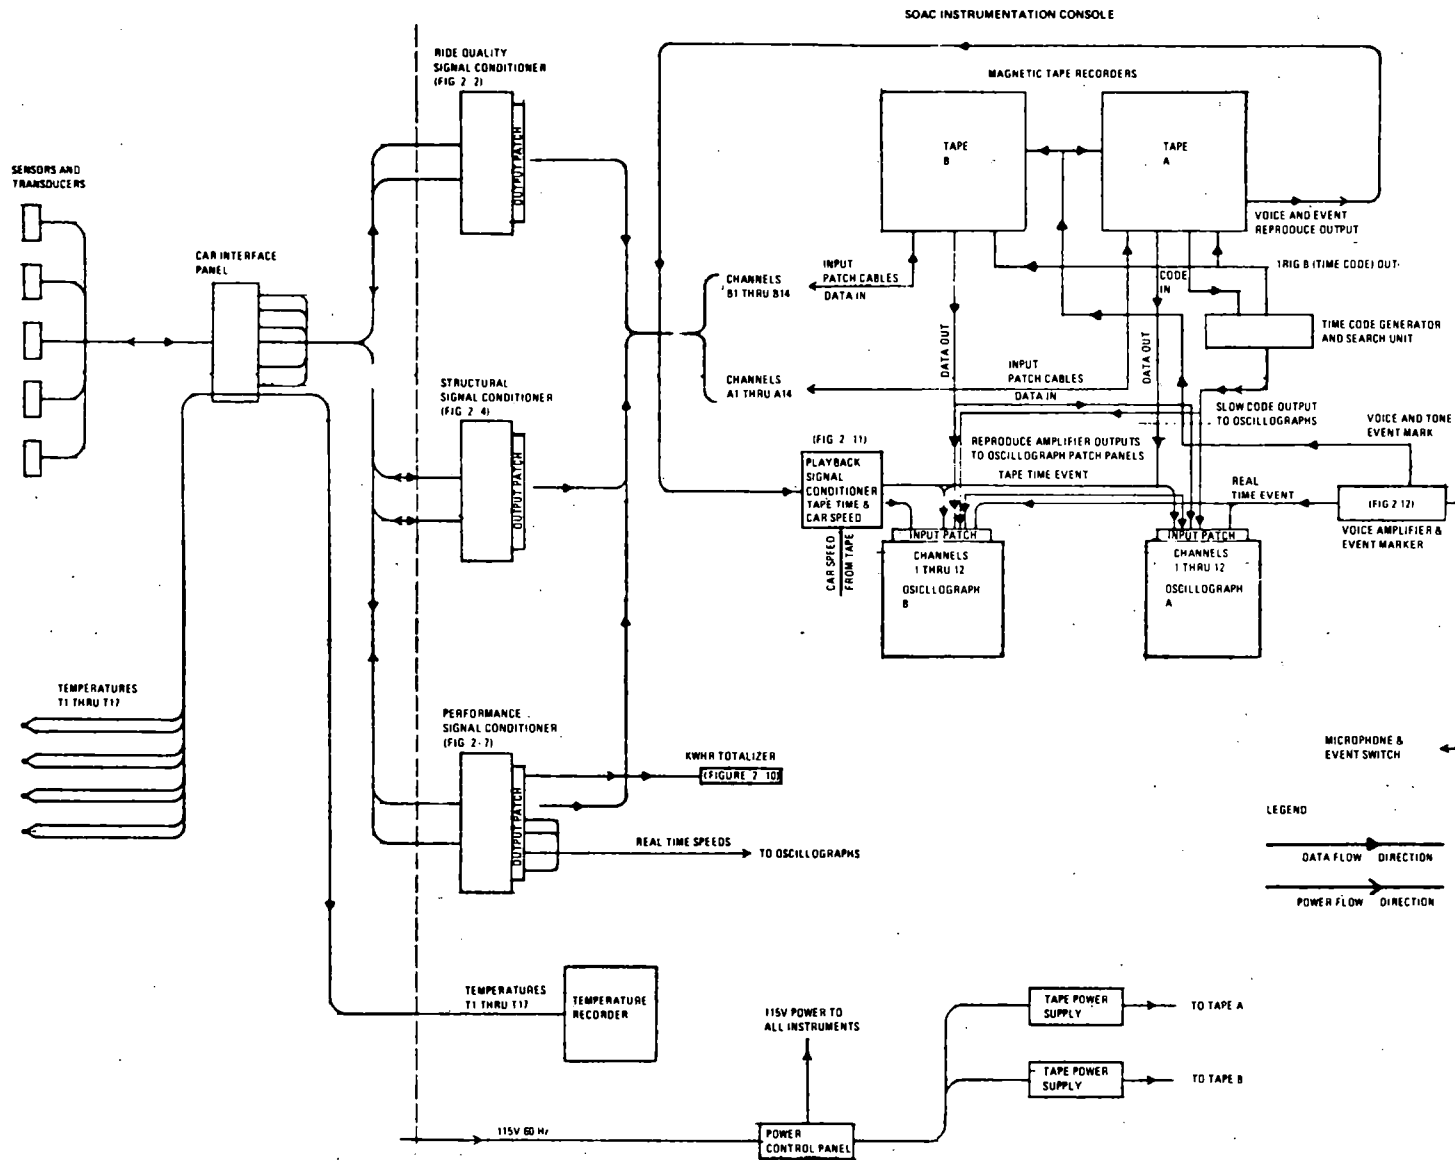 SOAC INSTRUMENTATION CONSOLE
RIDE QUALITY
SIGNAL CONDITIONER
(FIG 2 2)
OUTPUT PATCH
MAGNETIC TAPE RECORDERS
TAPE
B
TAPE
A
SENSORS AND
TRANSDUCERS
CAR INTERFACE
PANEL
VOICE AND EVENT
REPRODUCE OUTPUT
CHANNELS
B1 THRU B14
INPUT
PATCH CABLES
DATA IN
CODE
IN
1RIG B (TIME CODE) OUT
TIME CODE GENERATOR
AND SEARCH UNIT
DATA OUT
DATA OUT
CHANNELS
A1 THRU A14
INPUT
PATCH CABLES
DATA IN
SLOW CODE OUTPUT
TO OSCILLOGRAPHS
STRUCTURAL
SIGNAL CONDITIONER
(FIG 2 4)
OUTPUT PATCH
(FIG 2 11)
PLAYBACK
SIGNAL
CONDITIONER
TAPE TIME &
CAR SPEED
REPRODUCE AMPLIFIER OUTPUTS
TO OSCILLOGRAPH PATCH PANELS
TAPE TIME EVENT
VOICE AND TONE
EVENT MARK
REAL
TIME EVENT
(FIG 2 12)
VOICE AMPLIFIER &
EVENT MARKER
CAR SPEED
FROM TAPE
INPUT PATCH
CHANNELS
1 THRU 12
OSICLLOGRAPH
B
INPUT PATCH
CHANNELS
1 THRU 12
OSCILLOGRAPH
A
TEMPERATURES
T1 THRU T17
PERFORMANCE
SIGNAL CONDITIONER
(FIG 2-7)
OUTPUT PATCH
KWHR TOTALIZER
(FIGURE 2 10)
REAL TIME SPEEDS
TO OSCILLOGRAPHS
MICROPHONE &
EVENT SWITCH
LEGEND
DATA FLOW DIRECTION
POWER FLOW DIRECTION
TEMPERATURES
T1 THRU T17
TEMPERATURE
RECORDER
115V POWER TO
ALL INSTRUMENTS
TAPE POWER
SUPPLY
TO TAPE A
TAPE POWER
SUPPLY
TO TAPE B
115V 60 Hz
POWER
CONTROL PANEL